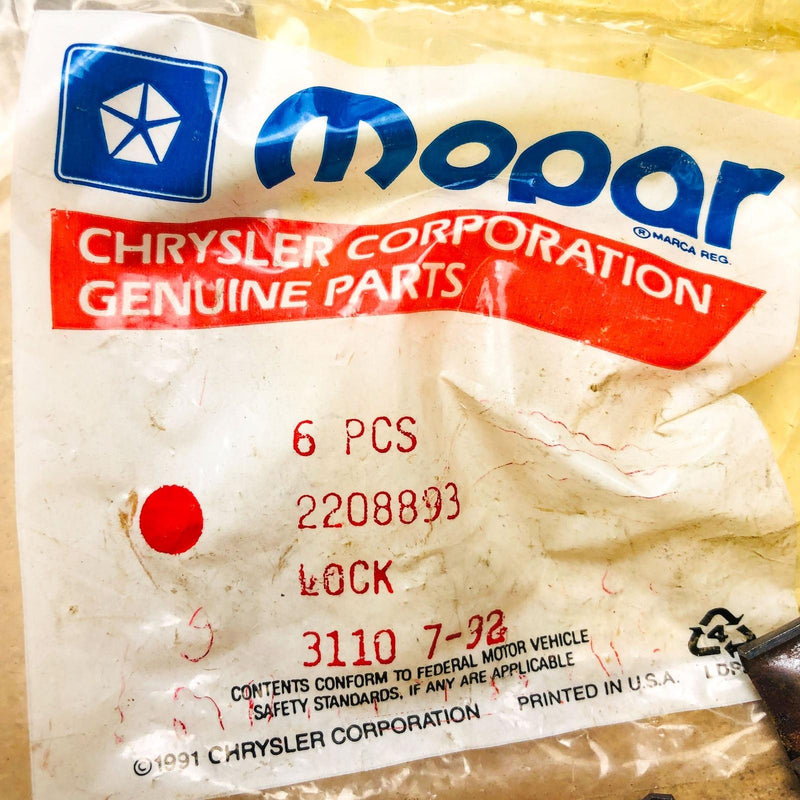 mopar
® MARCA REG.
CHRYSLER CORPORATION
GENUINE PARTS
6 PCS
2208893
LOCK
3110 7-92
CONTENTS CONFORM TO FEDERAL MOTOR VEHICLE
SAFETY STANDARDS, IF ANY ARE APPLICABLE
©1991 CHRYSLER CORPORATION PRINTED IN U.S.A.
4